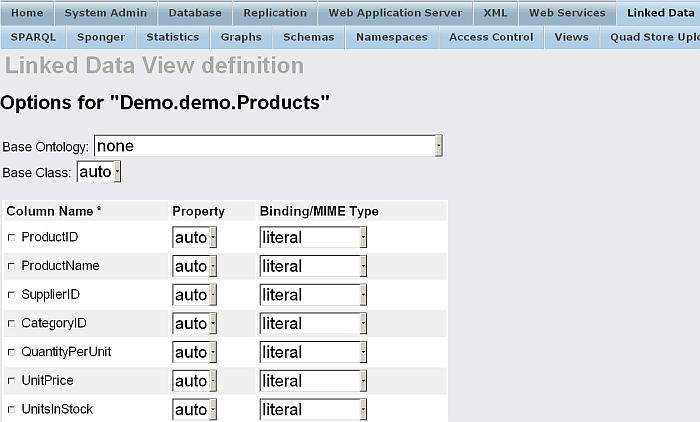 Home System Admin Database Replication Web Application Server XML Web Services Linked Data
SPARQL Sponger Statistics Graphs Schemas Namespaces Access Control Views Quad Store Uplo
Linked Data View definition
Options for "Demo.demo.Products"
Base Ontology: none
Base Class: auto
Column Name * Property Binding/MIME Type
ProductID auto literal
ProductName auto literal
SupplierID auto literal
CategoryID auto literal
QuantityPerUnit auto literal
UnitPrice auto literal
UnitsInStock auto literal